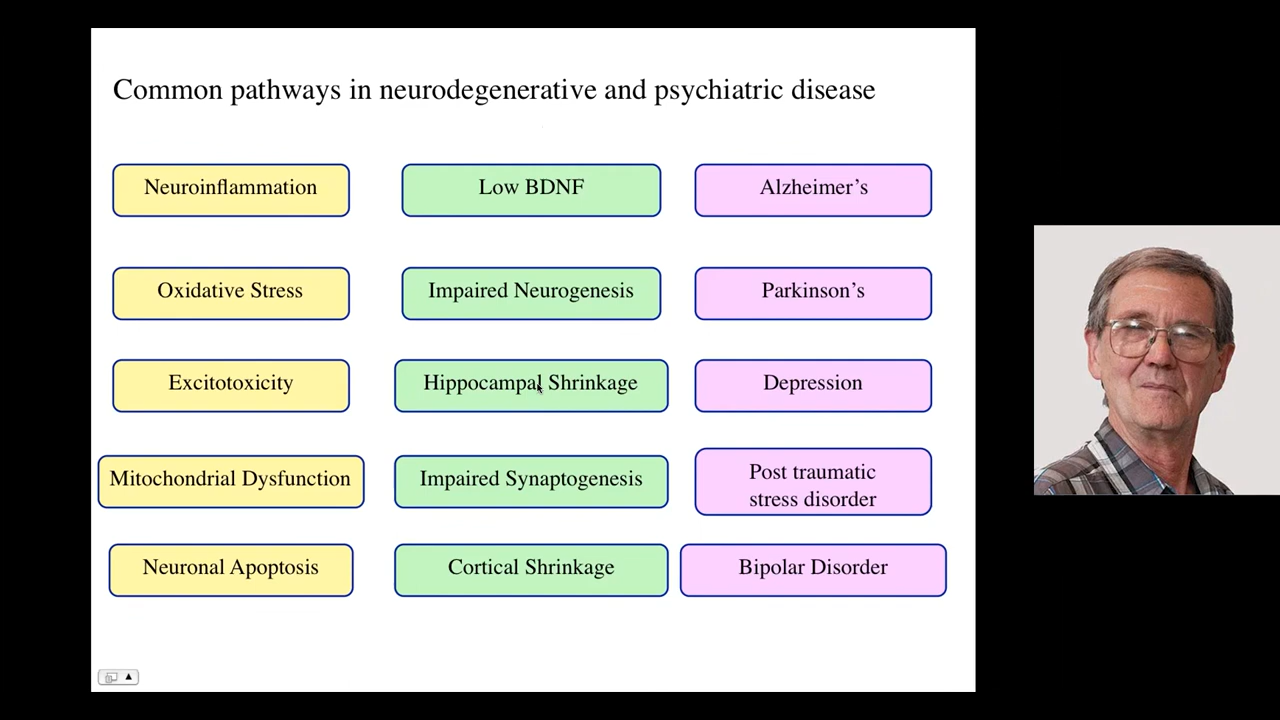 Common pathways in neurodegenerative and psychiatric disease
Neuroinflammation
Low BDNF
Alzheimer’s
Oxidative Stress
Impaired Neurogenesis
Parkinson’s
Excitotoxicity
Hippocampal Shrinkage
Depression
Mitochondrial Dysfunction
Impaired Synaptogenesis
Post traumatic
stress disorder
Neuronal Apoptosis
Cortical Shrinkage
Bipolar Disorder